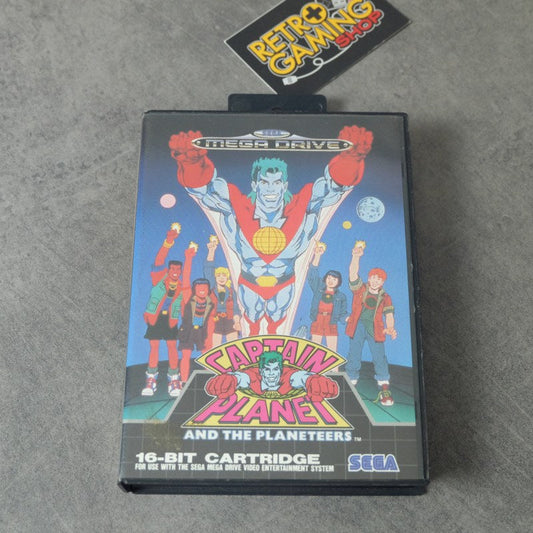 RETRO
GAMING
SHOP
SEGA
MEGA DRIVE
CAPTAIN
PLANET
AND THE PLANETEERS ™
16-BIT CARTRIDGE
FOR USE WITH THE SEGA MEGA DRIVE VIDEO ENTERTAINMENT SYSTEM
SEGA